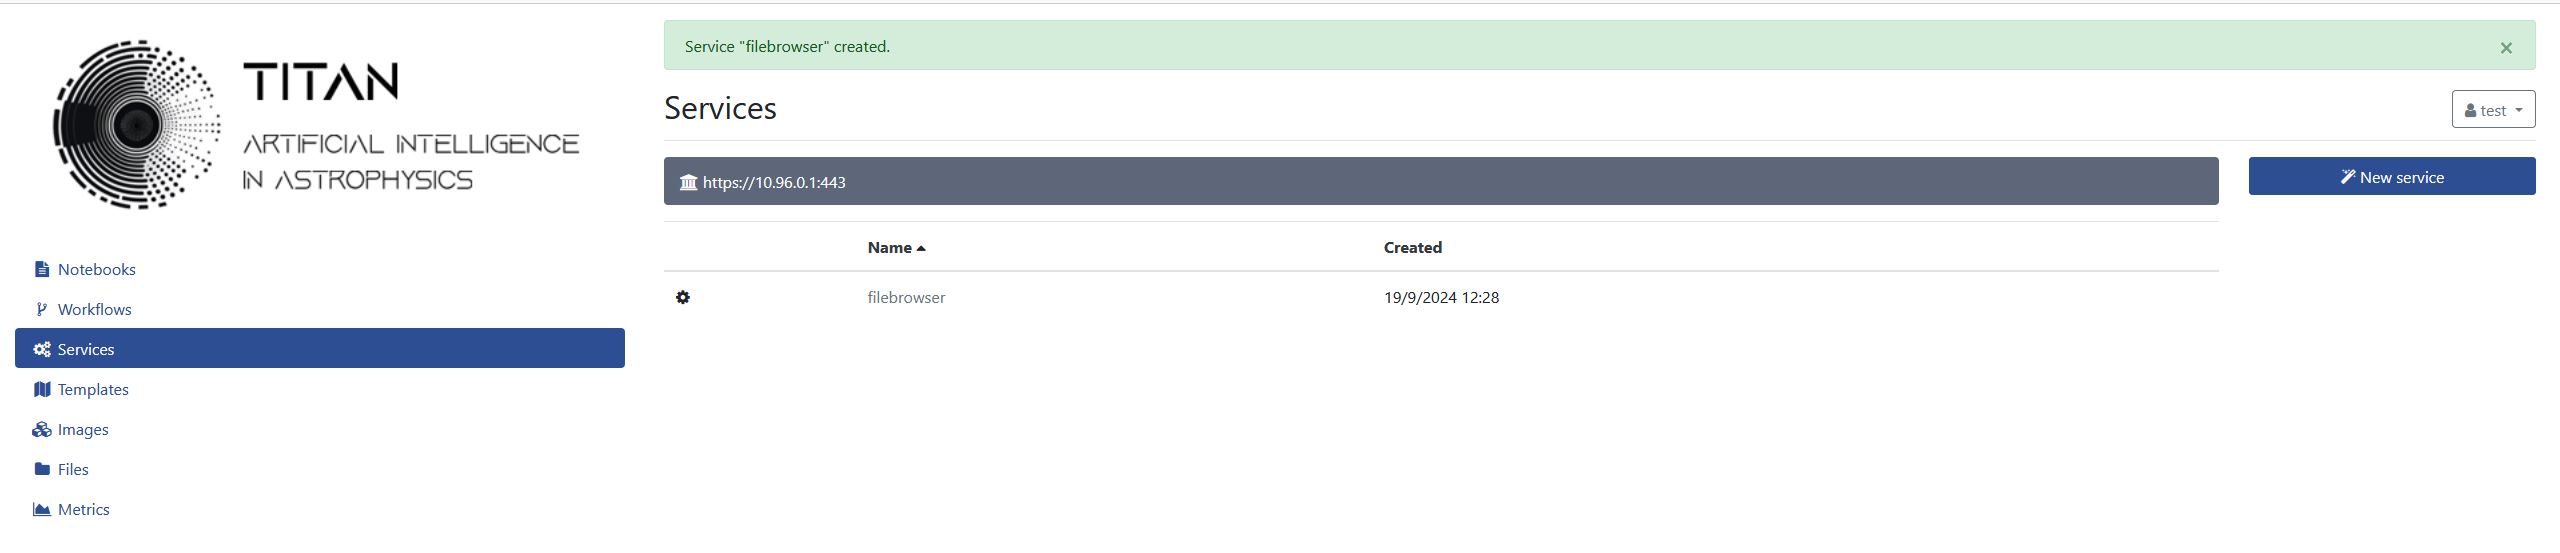 TITAN
ARTIFICIAL INTELLIGENCE
IN ASTROPHYSICS
Notebooks
Workflows
Services
Templates
Images
Files
Metrics
Service "filebrowser" created.
×
Services
test
https://10.96.0.1:443
New service
Name Created
filebrowser 19/9/2024 12:28